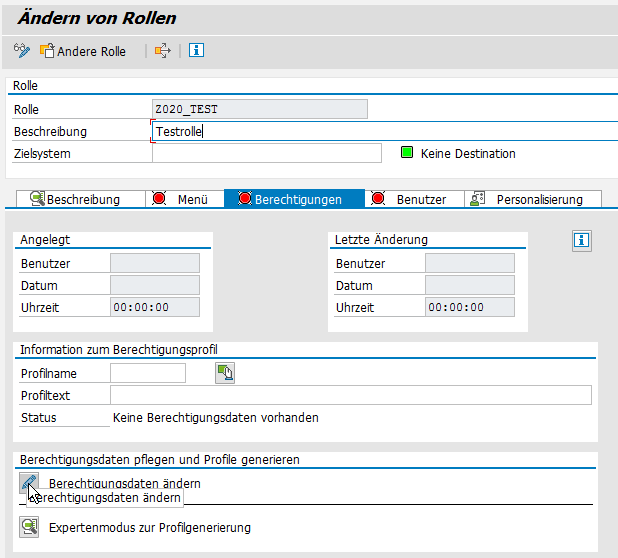 Ändern von Rollen
Andere Rolle
Rolle
Rolle Z020_TEST
Beschreibung Testrolle
Zielsystem Keine Destination
Beschreibung Menü Berechtigungen Benutzer Personalisierung
Angelegt Letzte Änderung
Benutzer Benutzer
Datum Datum
Uhrzeit 00:00:00 Uhrzeit 00:00:00
Information zum Berechtigungsprofil
Profilname
Profiltext
Status Keine Berechtigungsdaten vorhanden
Berechtigungsdaten pflegen und Profile generieren
Berechtigungsdaten ändern
Berechtigungsdaten ändern
Expertenmodus zur Profilgenerierung